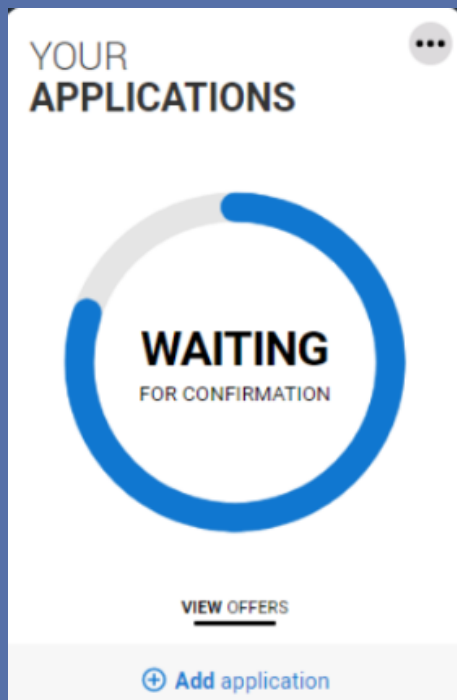 YOUR
APPLICATIONS
WAITING
FOR CONFIRMATION
VIEW OFFERS
Add application